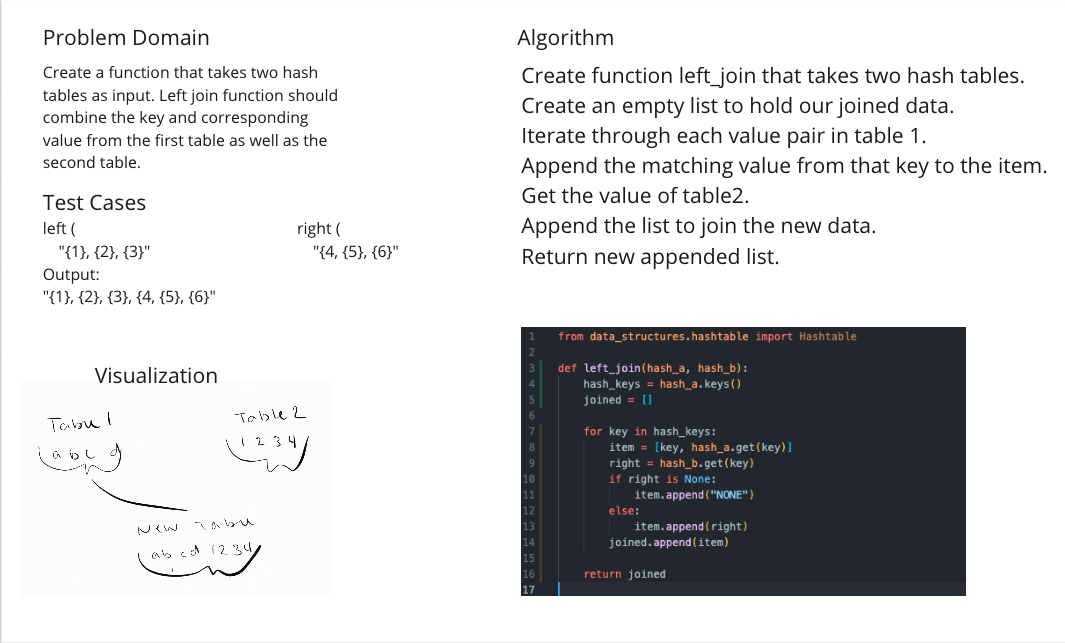 Problem Domain
Create a function that takes two hash
tables as input. Left join function should
combine the key and corresponding
value from the first table as well as the
second table.
Test Cases
left (
"{1}, {2}, {3}"
right (
"{4, {5}, {6}"
Output:
"{1}, {2}, {3}, {4, {5}, {6}"
Visualization
Table 1
a b c d
Table 2
1 2 3 4
New Table
a b c d 1 2 3 4
Algorithm
Create function left_join that takes two hash tables.
Create an empty list to hold our joined data.
Iterate through each value pair in table 1.
Append the matching value from that key to the item.
Get the value of table2.
Append the list to join the new data.
Return new appended list.
1 from data_structures.hashtable import Hashtable
2
3 def left_join(hash_a, hash_b):
4 hash_keys = hash_a.keys()
5 joined = []
6
7 for key in hash_keys:
8 item = [key, hash_a.get(key)]
9 right = hash_b.get(key)
10 if right is None:
11 item.append("NONE")
12 else:
13 item.append(right)
14 joined.append(item)
15
16 return joined
17